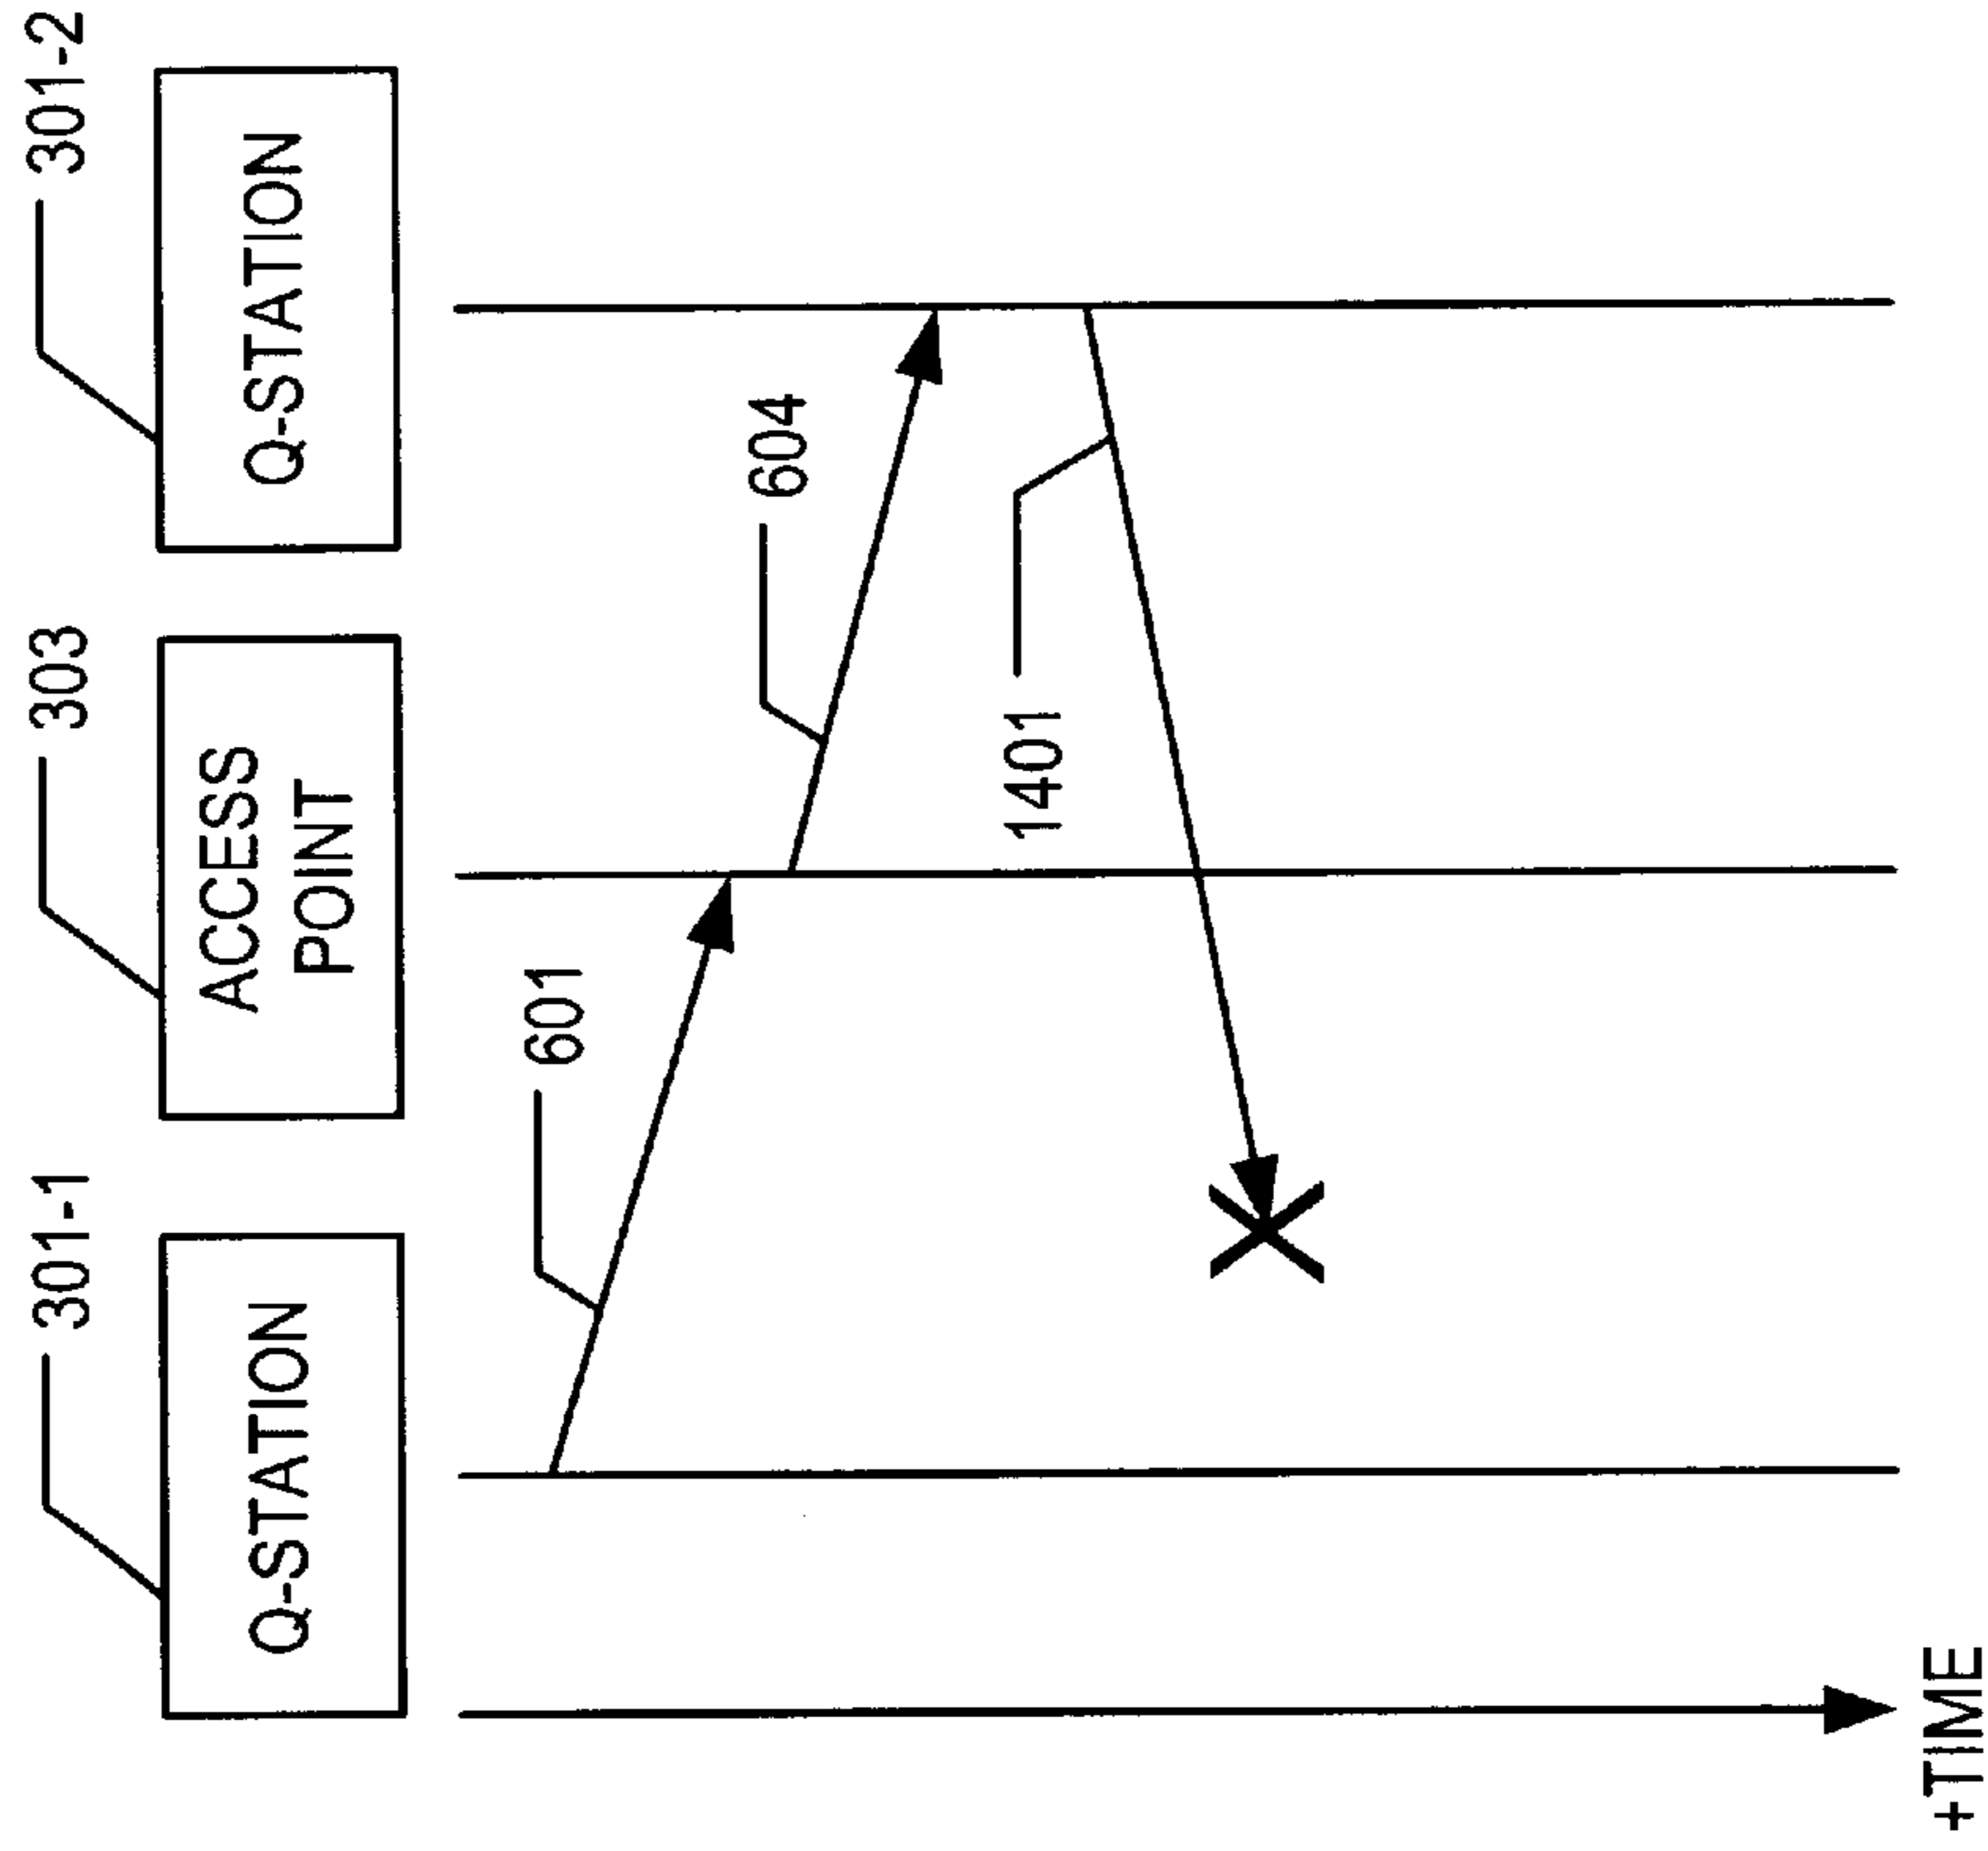 301-1
303
301-2
Q-STATION
ACCESS
POINT
Q-STATION
601
604
1401
+TIME